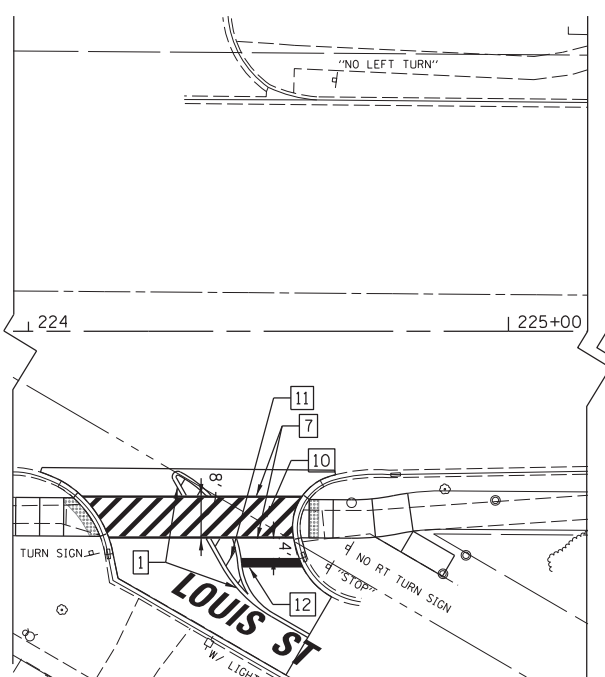 "NO LEFT TURN"
224
225+00
11
7
10
8'
4'
TURN SIGN
1
NO RT TURN SIGN
"STOP"
12
LOUIS ST
W/ LIGHT